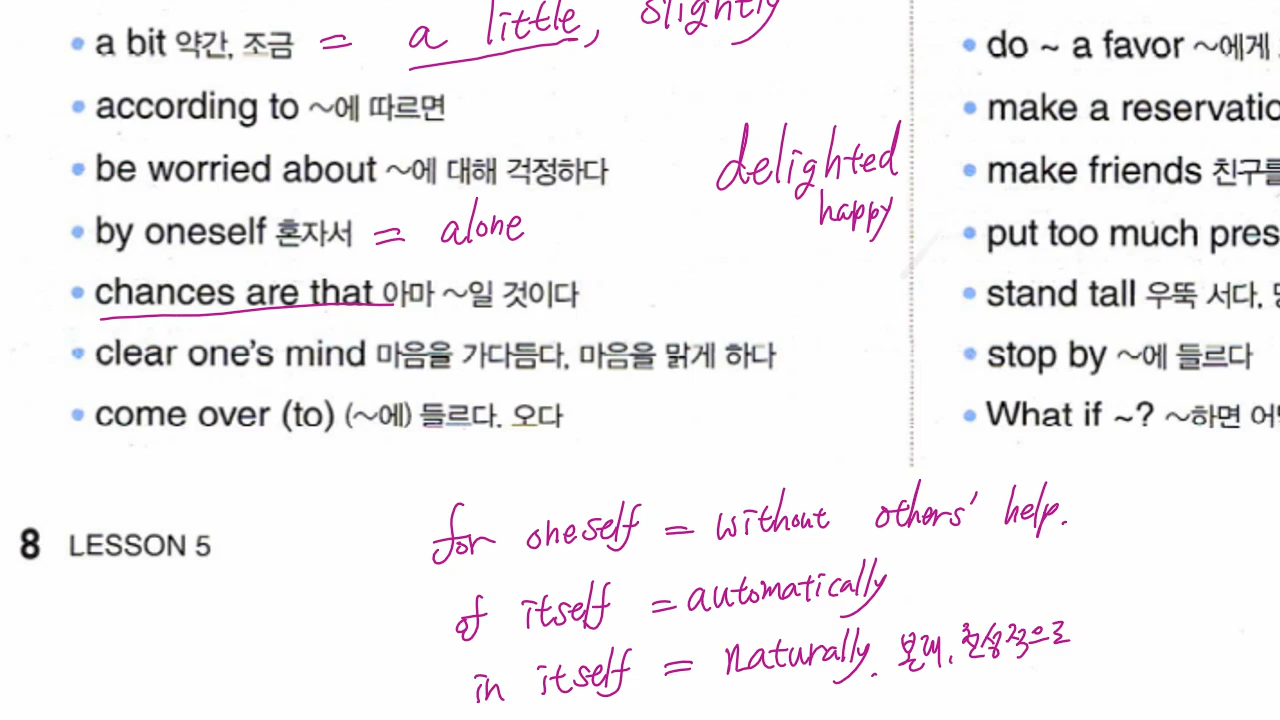 • a bit 약간, 조금 = a little, slightly
• according to ~에 따르면
• be worried about ~에 대해 걱정하다
• by oneself 혼자서 = alone
• chances are that 아마 ~일 것이다
• clear one's mind 마음을 가다듬다, 마음을 맑게 하다
• come over (to) (~에) 들르다, 오다
delighted
happy
• do ~ a favor ~에게
• make a reservatio
• make friends 친구를
• put too much pres
• stand tall 우뚝 서다,
• stop by ~에 들르다
• What if ~? ~하면
for oneself = without others' help.
of itself = automatically
in itself = naturally. 본래, 천성적으로
8 LESSON 5